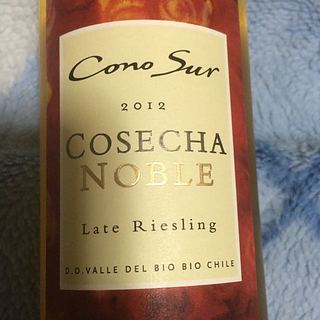 Cono Sur
2012
COSECHA
NOBLE
Late Riesling
D.O. VALLE DEL BIO BIO CHILE